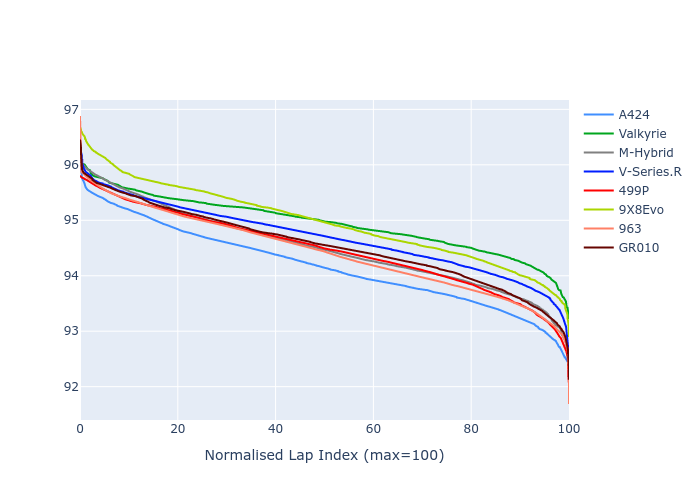 97
96
95
94
93
92
0 20 40 60 80 100
Normalised Lap Index (max=100)
A424
Valkyrie
M-Hybrid
V-Series.R
499P
9X8Evo
963
GR010